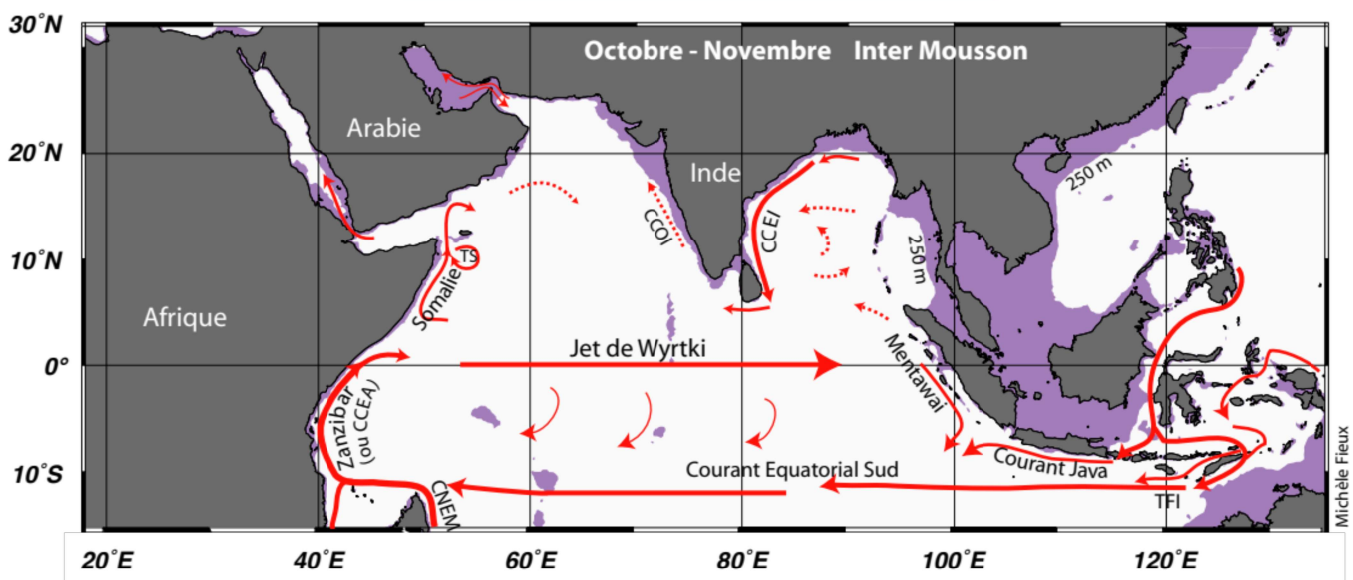 30˚N
Octobre - Novembre Inter Mousson
Arabie
20˚N
Inde
250 m
CCOI
CCEI
250 m
10˚N
TS
Somalie
Afrique
Jet de Wyrtki
0˚
Mentawai
Zanzibar
(ou CCEA)
10˚S
Courant Equatorial Sud
Courant Java
CNEM
TFI
Michèle Fieux
20˚E
40˚E
60˚E
80˚E
100˚E
120˚E